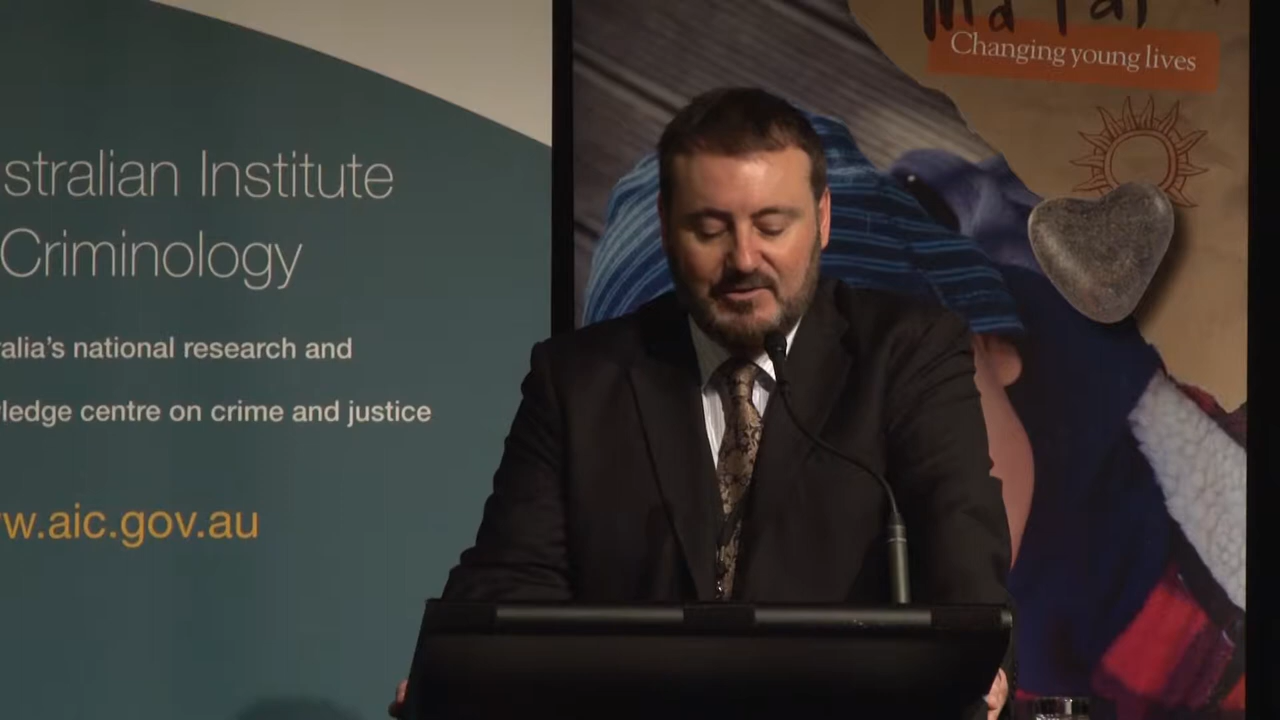 stralian Institute
Criminology
ralia's national research and
ledge centre on crime and justice
w.aic.gov.au
Changing young lives